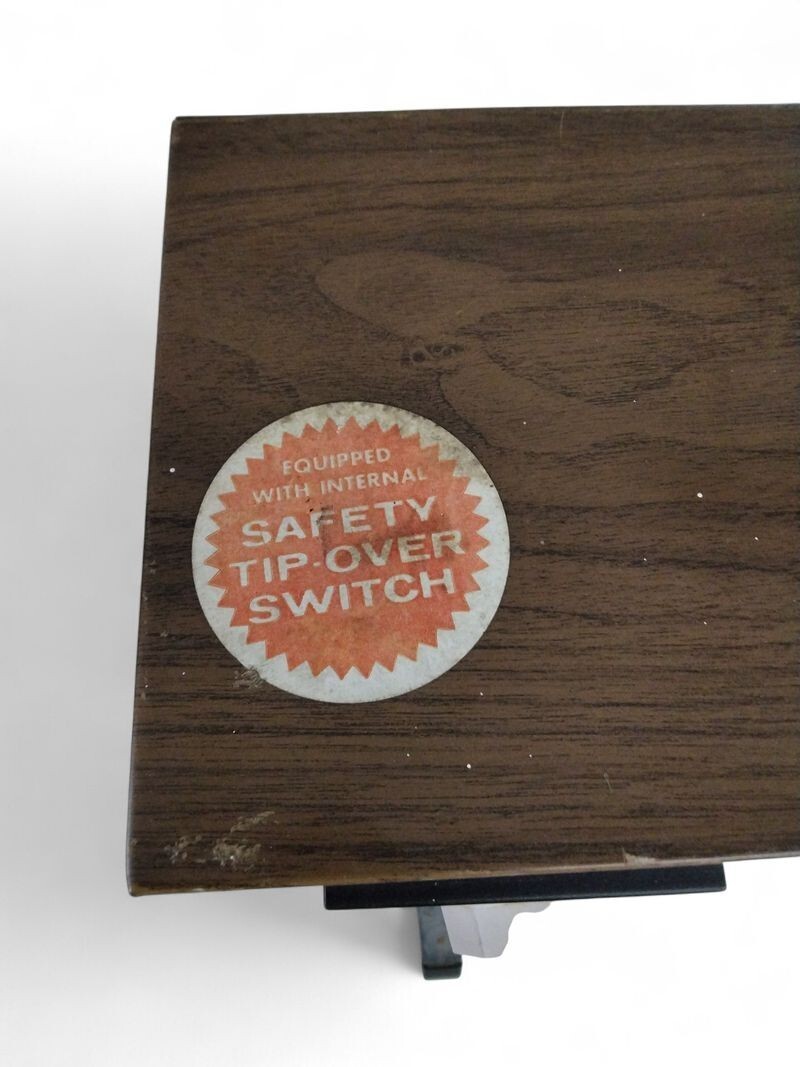 EQUIPPED
WITH INTERNAL
SAFETY
TIP-OVER
SWITCH